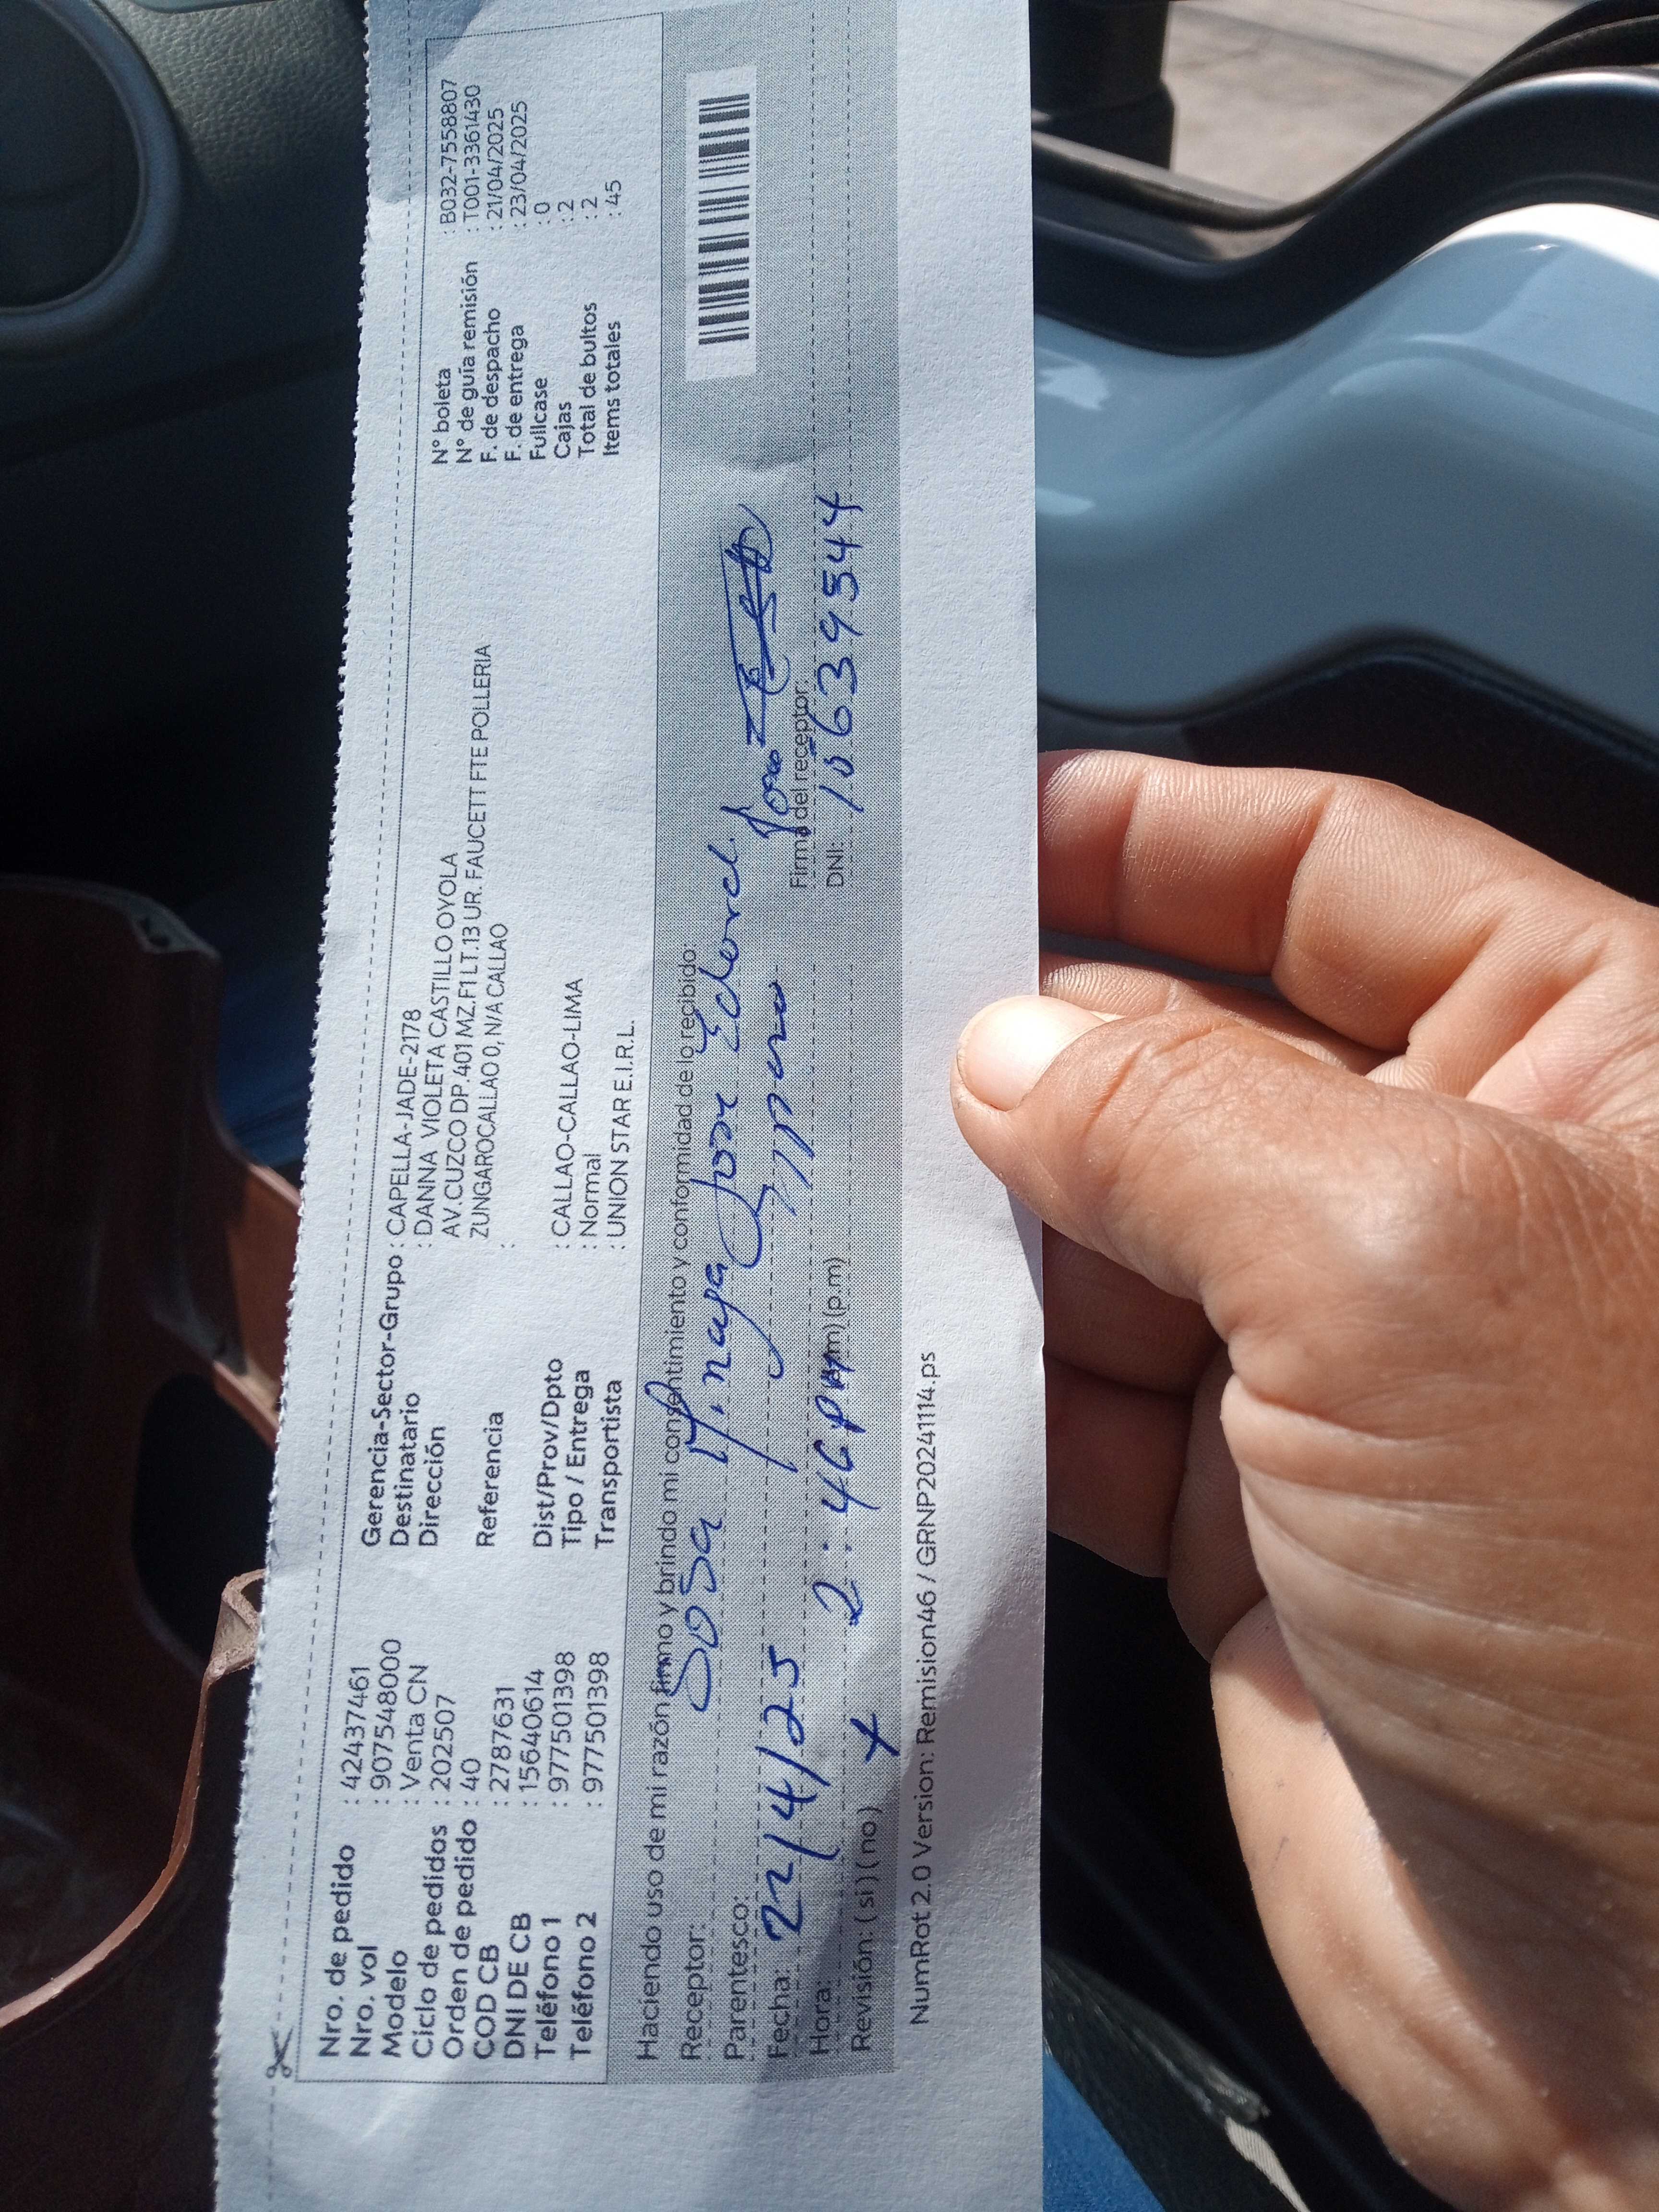 Nro. de pedido : 42437461
Nro. vol : 907548000
Modelo : Venta CN
Ciclo de pedidos : 202507
Orden de pedido : 40
COD CB : 2787631
DNI DE CB : 15640614
Teléfono 1 : 977501398
Teléfono 2 : 977501398
Gerencia-Sector-Grupo : CAPELLA-JADE-2178
Destinatario : DANNA VIOLETA CASTILLO OYOLA
Dirección AV.CUZCO DP.401 MZ.F1 LT.13 UR. FAUCETT FTE POLLERIA
ZUNGAROCALLAO 0, N/A CALLAO
Referencia :
Dist/Prov/Dpto : CALLAO-CALLAO-LIMA
Tipo / Entrega : Normal
Transportista : UNION STAR E.I.R.L.
N° boleta : B032-7558807
N° de guía remisión : T001-3361430
F. de despacho : 21/04/2025
F. de entrega : 23/04/2025
Fullcase : 0
Cajas : 2
Total de bultos : 2
Items totales : 45
Haciendo uso de mi razón firmo y brindo mi consentimiento y conformidad de lo recibido:
Receptor: Sosa Minaya Jose Edward.
Parentesco:
Fecha: 22/4/25
Hora: 2:46 pm (a.m) (p.m)
Revisión: ( si ) ( no )
Firma del receptor:
DNI: 10639544
NumRot 2.0 Version: Remision46 / GRNP20241114.ps